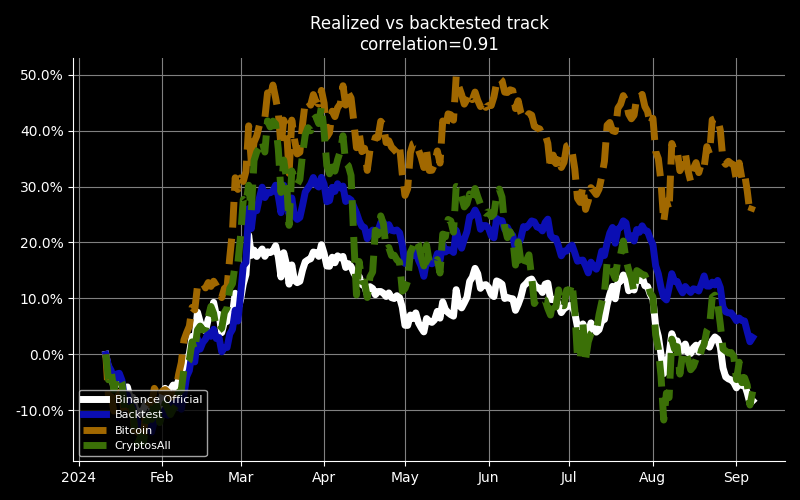 Realized vs backtested track
correlation=0.91
50.0%
40.0%
30.0%
20.0%
10.0%
0.0%
-10.0%
Binance Official
Backtest
Bitcoin
CryptosAll
2024 Feb Mar Apr May Jun Jul Aug Sep